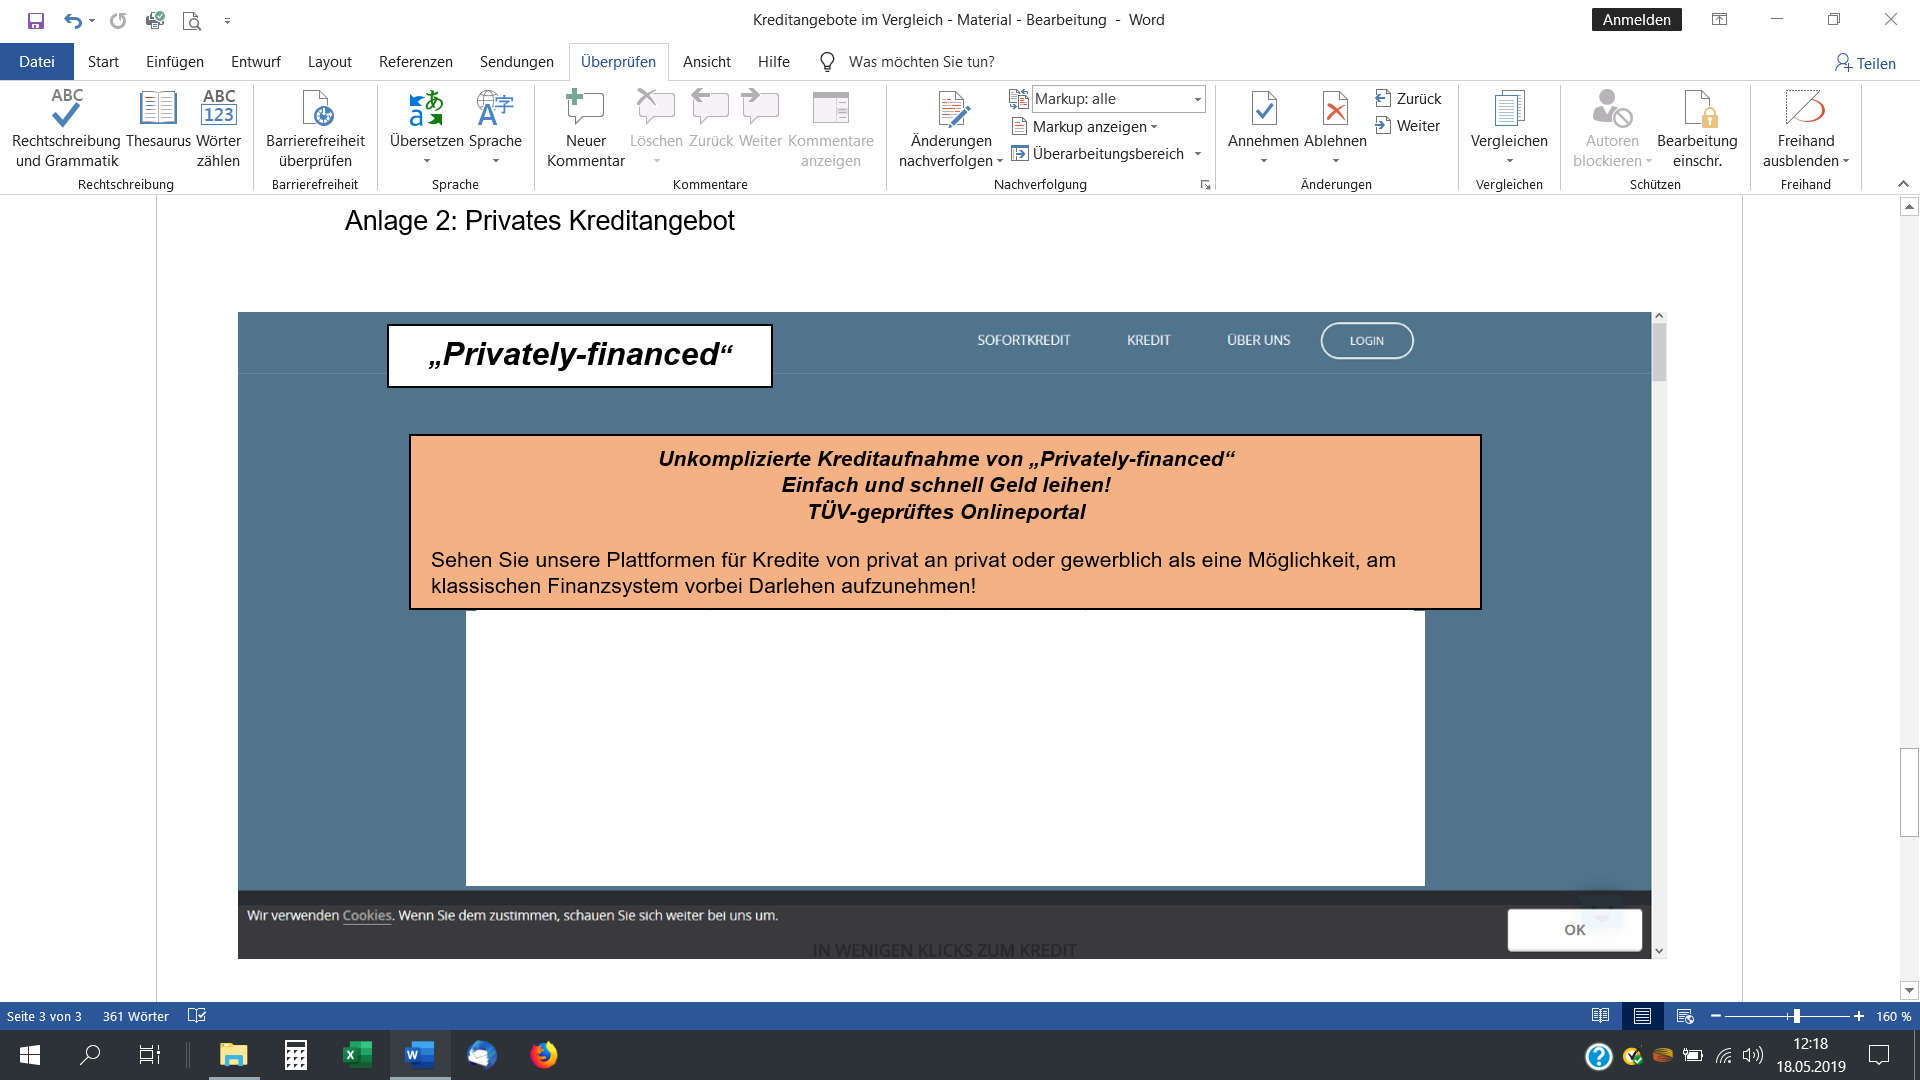 Kreditangebote im Vergleich - Material - Bearbeitung - Word
Anmelden
Datei Start Einfügen Entwurf Layout Referenzen Sendungen Überprüfen Ansicht Hilfe Was möchten Sie tun? Teilen
ABC
Rechtschreibung und Grammatik
Thesaurus
ABC
123
Wörter zählen
Rechtschreibung
Barrierefreiheit überprüfen
Barrierefreiheit
Übersetzen
Sprache
Sprache
Neuer Kommentar
Löschen
Zurück
Weiter
Kommentare anzeigen
Kommentare
Änderungen nachverfolgen
Markup: alle
Markup anzeigen
Überarbeitungsbereich
Nachverfolgung
Annehmen
Ablehnen
Zurück
Weiter
Änderungen
Vergleichen
Vergleichen
Autoren blockieren
Bearbeitung einschr.
Schützen
Freihand ausblenden
Freihand
Anlage 2: Privates Kreditangebot
„Privately-financed“
SOFORTKREDIT KREDIT ÜBER UNS LOGIN
Unkomplizierte Kreditaufnahme von „Privately-financed“
Einfach und schnell Geld leihen!
TÜV-geprüftes Onlineportal
Sehen Sie unsere Plattformen für Kredite von privat an privat oder gewerblich als eine Möglichkeit, am
klassischen Finanzsystem vorbei Darlehen aufzunehmen!
Wir verwenden Cookies. Wenn Sie dem zustimmen, schauen Sie sich weiter bei uns um.
OK
IN WENIGEN KLICKS ZUM KREDIT
Seite 3 von 3 361 Wörter
160 %
12:18
18.05.2019